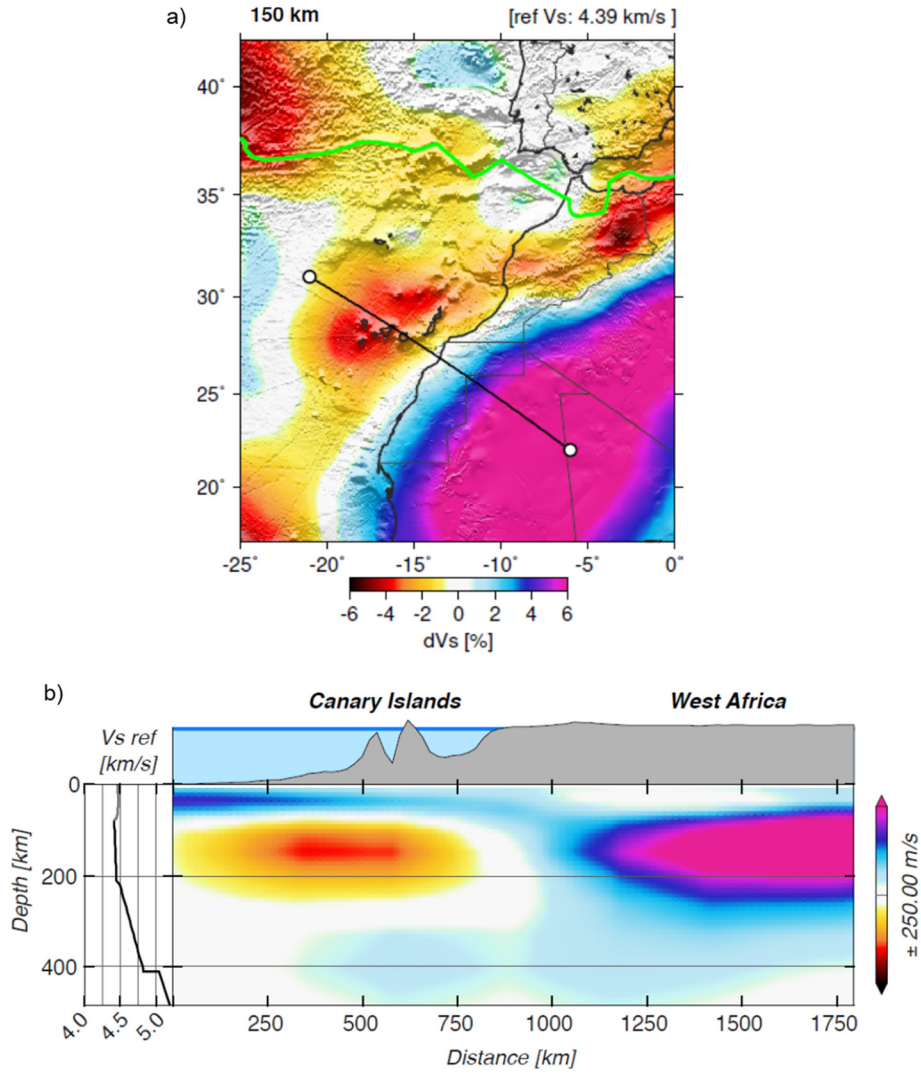 a)
150 km
[ref Vs: 4.39 km/s ]
40°
35°
30°
25°
20°
-25° -20° -15° -10° -5° 0°
-6 -4 -2 0 2 4 6
dVs [%]
b)
Canary Islands
West Africa
Vs ref
[km/s]
0
200
400
Depth [km]
4.0 4.5 5.0
250 500 750 1000 1250 1500 1750
Distance [km]
± 250.00 m/s